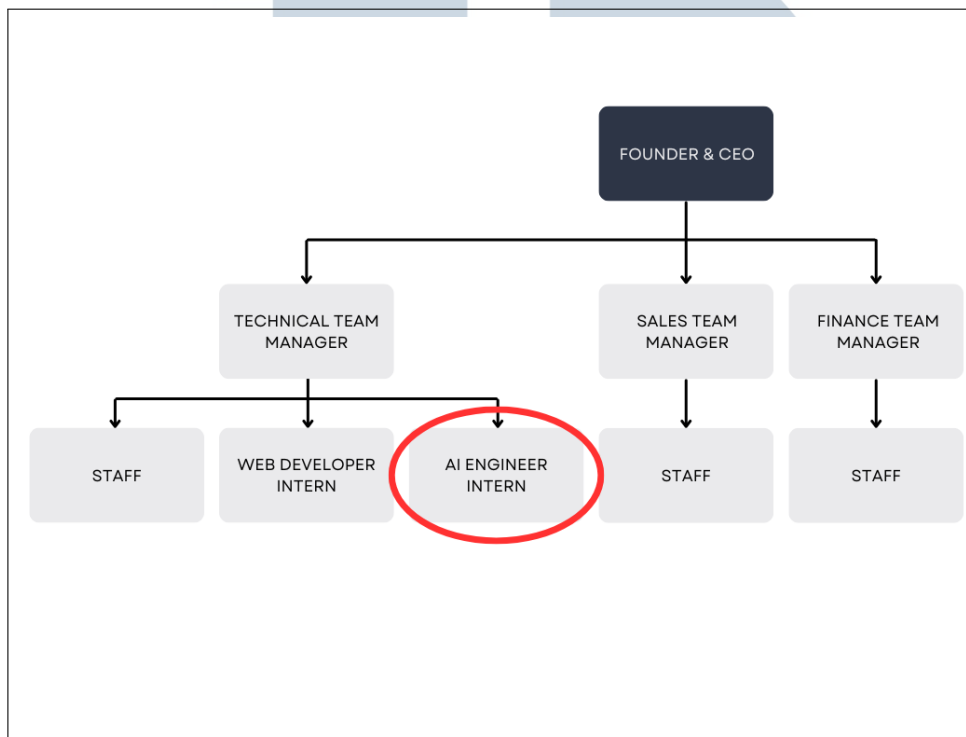 FOUNDER & CEO
TECHNICAL TEAM
MANAGER
SALES TEAM
MANAGER
FINANCE TEAM
MANAGER
STAFF
WEB DEVELOPER
INTERN
AI ENGINEER
INTERN
STAFF
STAFF